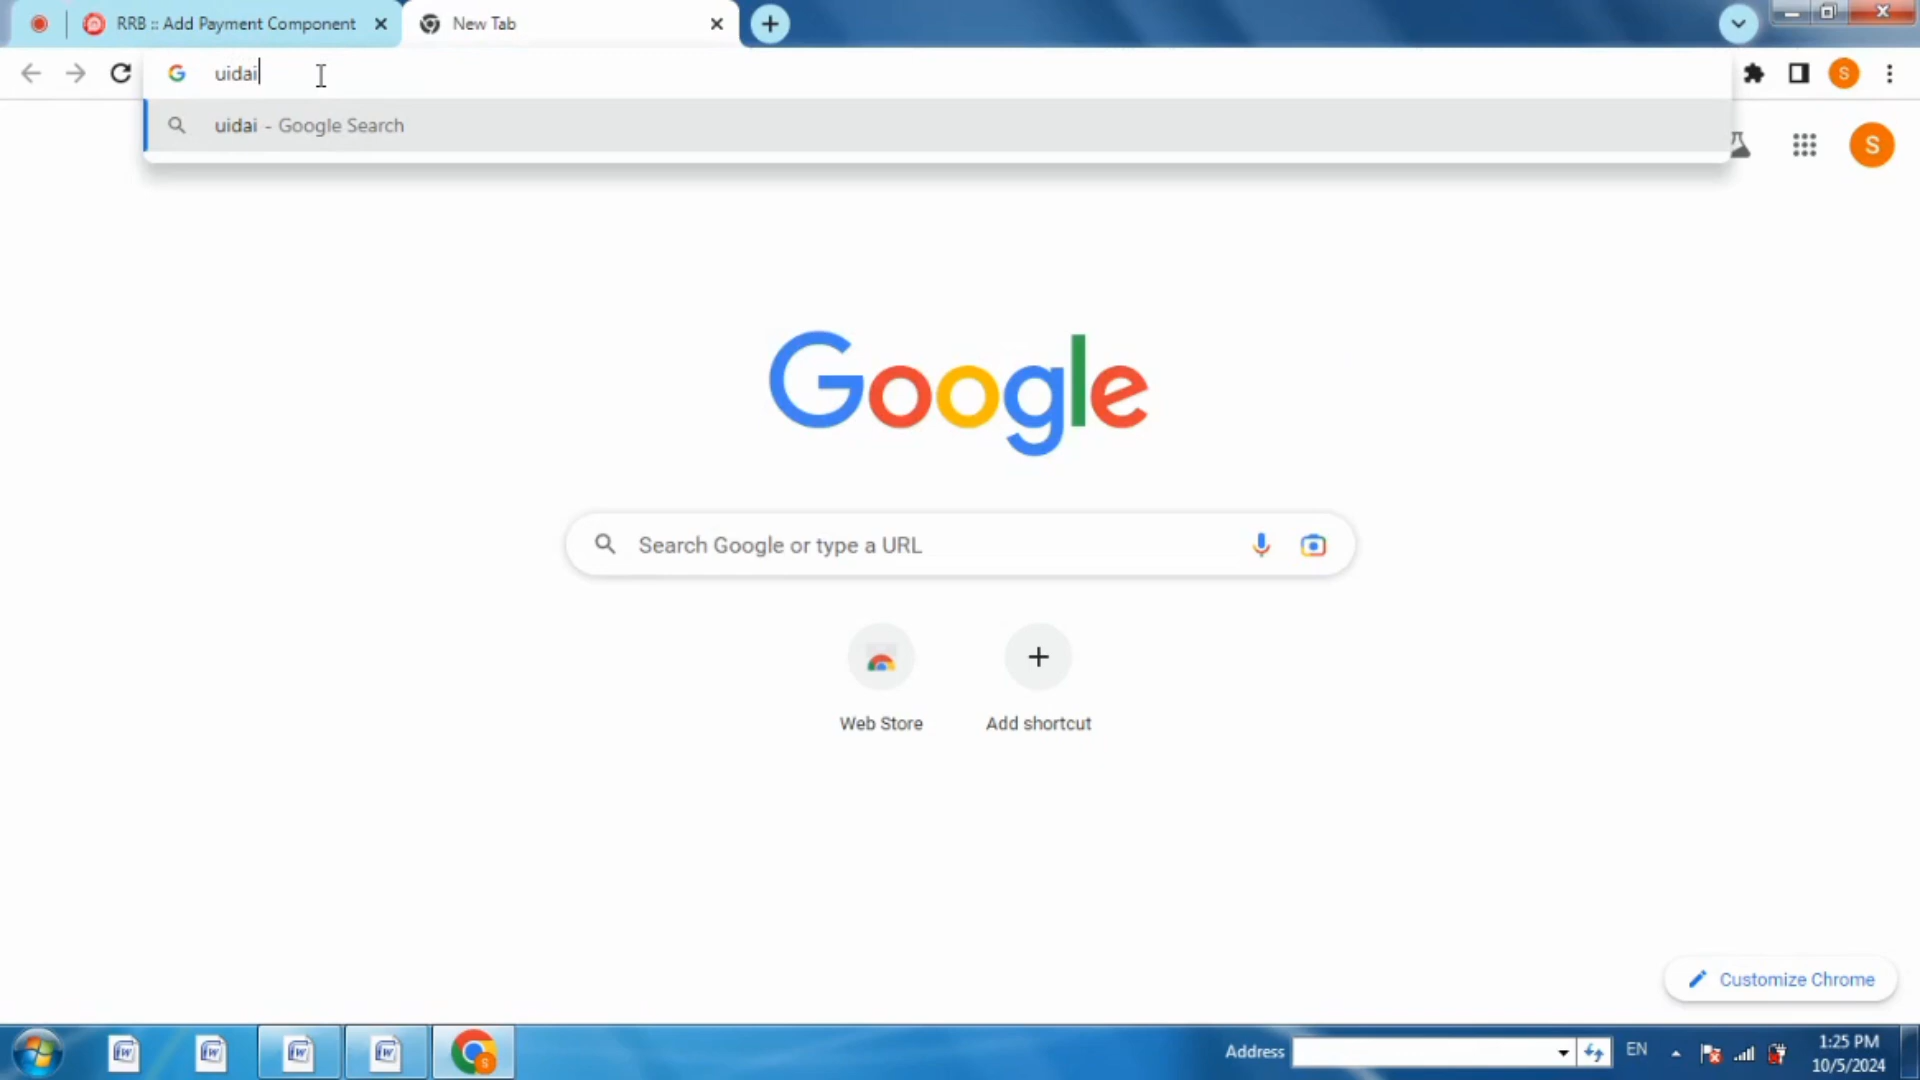 RRB :: Add Payment Component
New Tab
uidai
uidai - Google Search
S
S
Google
Search Google or type a URL
Web Store
Add shortcut
Customize Chrome
Address
EN
1:25 PM
10/5/2024